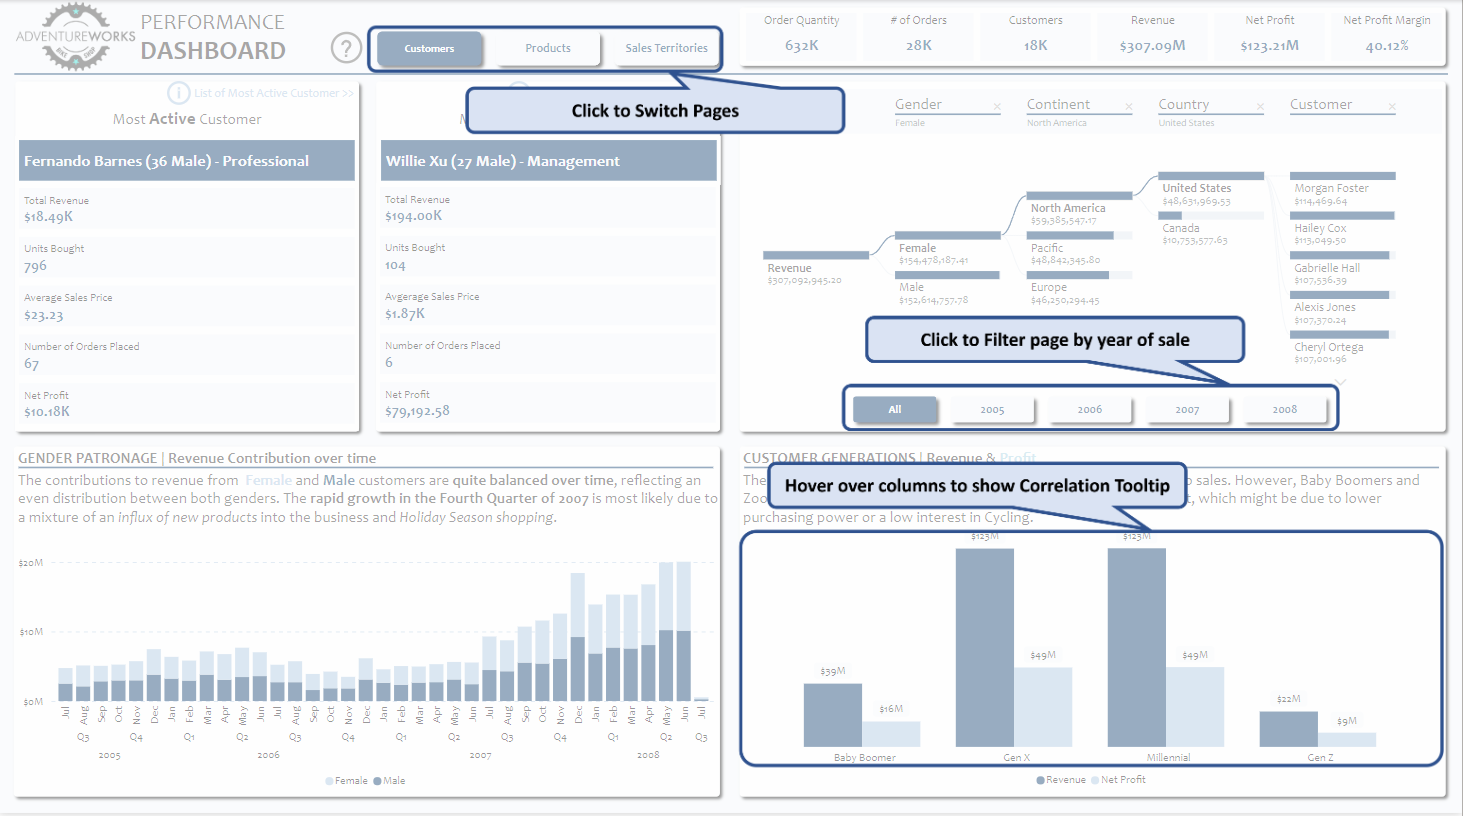 ADVENTUREWORKS
BIKE SHOP
PERFORMANCE
DASHBOARD
?
Customers
Products
Sales Territories
Click to Switch Pages
Order Quantity
632K
# of Orders
28K
Customers
18K
Revenue
$307.09M
Net Profit
$123.21M
Net Profit Margin
40.12%
List of Most Active Customer >>
Most Active Customer
Fernando Barnes (36 Male) - Professional
Total Revenue
$18.49K
Units Bought
796
Average Sales Price
$23.23
Number of Orders Placed
67
Net Profit
$10.18K
Willie Xu (27 Male) - Management
Total Revenue
$194.00K
Units Bought
104
Avgerage Sales Price
$1.87K
Number of Orders Placed
6
Net Profit
$79,192.58
Gender
Female
Continent
North America
Country
United States
Customer
Revenue
$307,092,945.20
Female
$154,478,187.41
Male
$152,614,757.78
North America
$59,385,547.17
Pacific
$48,842,345.80
Europe
$46,250,294.45
United States
$48,631,969.53
Canada
$10,753,577.63
Morgan Foster
$114,469.64
Hailey Cox
$113,049.50
Gabrielle Hall
$107,536.39
Alexis Jones
$107,370.24
Cheryl Ortega
$107,001.96
Click to Filter page by year of sale
All
2005
2006
2007
2008
GENDER PATRONAGE | Revenue Contribution over time
The contributions to revenue from Female and Male customers are quite balanced over time, reflecting an
even distribution between both genders. The rapid growth in the Fourth Quarter of 2007 is most likely due to
a mixture of an influx of new products into the business and Holiday Season shopping.
$20M
$10M
$0M
Jul Aug Sep Oct Nov Dec Jan Feb Mar Apr May Jun Jul Aug Sep Oct Nov Dec Jan Feb Mar Apr May Jun Jul Aug Sep Oct Nov Dec Jan Feb Mar Apr May Jun Jul
Q3 Q4 Q1 Q2 Q3 Q4 Q1 Q2 Q3 Q4 Q1 Q2 Q3
2005 2006 2007 2008
Female Male
CUSTOMER GENERATIONS | Revenue & Profit
Hover over columns to show Correlation Tooltip
The sales. However, Baby Boomers and
which might be due to lower
purchasing power or a low interest in Cycling.
$39M
$16M
$123M
$49M
$123M
$49M
$22M
$9M
Baby Boomer
Gen X
Millennial
Gen Z
Revenue Net Profit